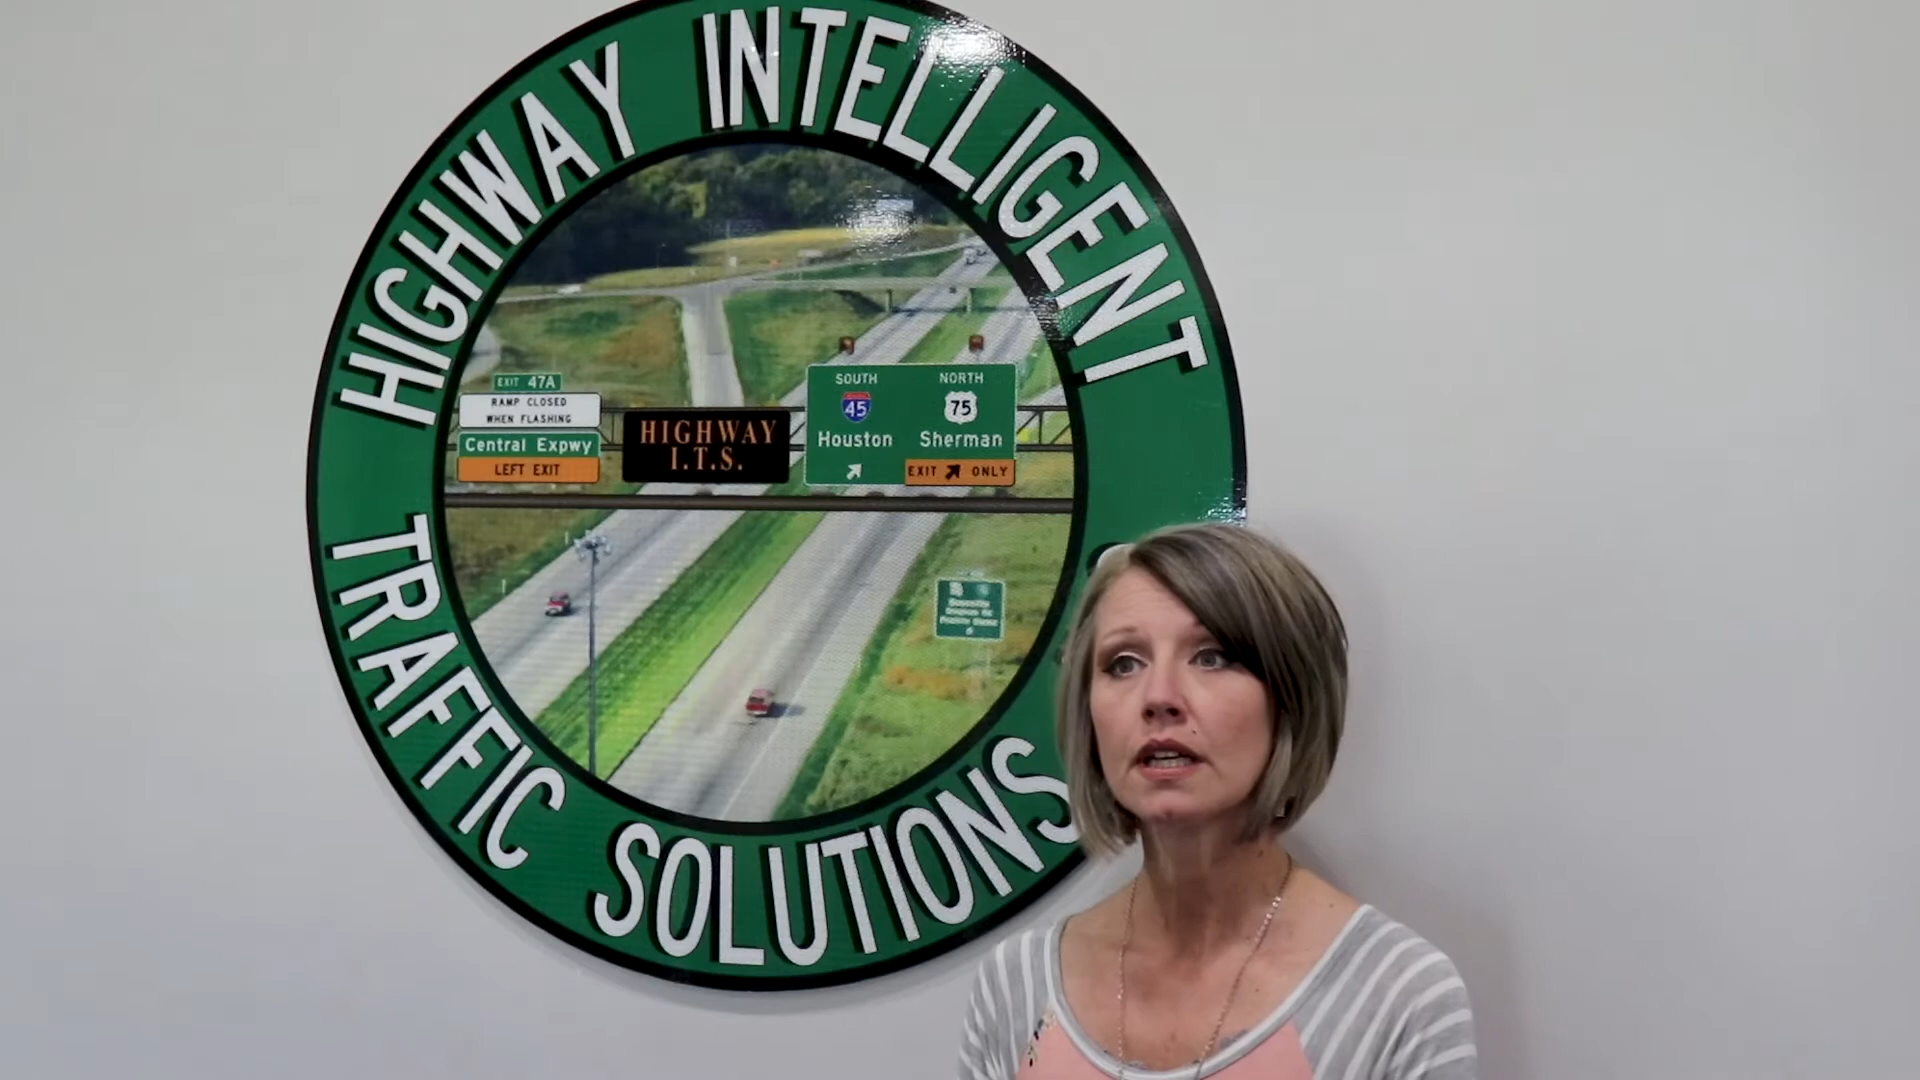 HIGHWAY INTELLIGENT
TRAFFIC SOLUTIONS
EXIT 47A
RAMP CLOSED
WHEN FLASHING
Central Expwy
LEFT EXIT
HIGHWAY
I.T.S.
SOUTH
45
Houston
NORTH
75
Sherman
EXIT ONLY